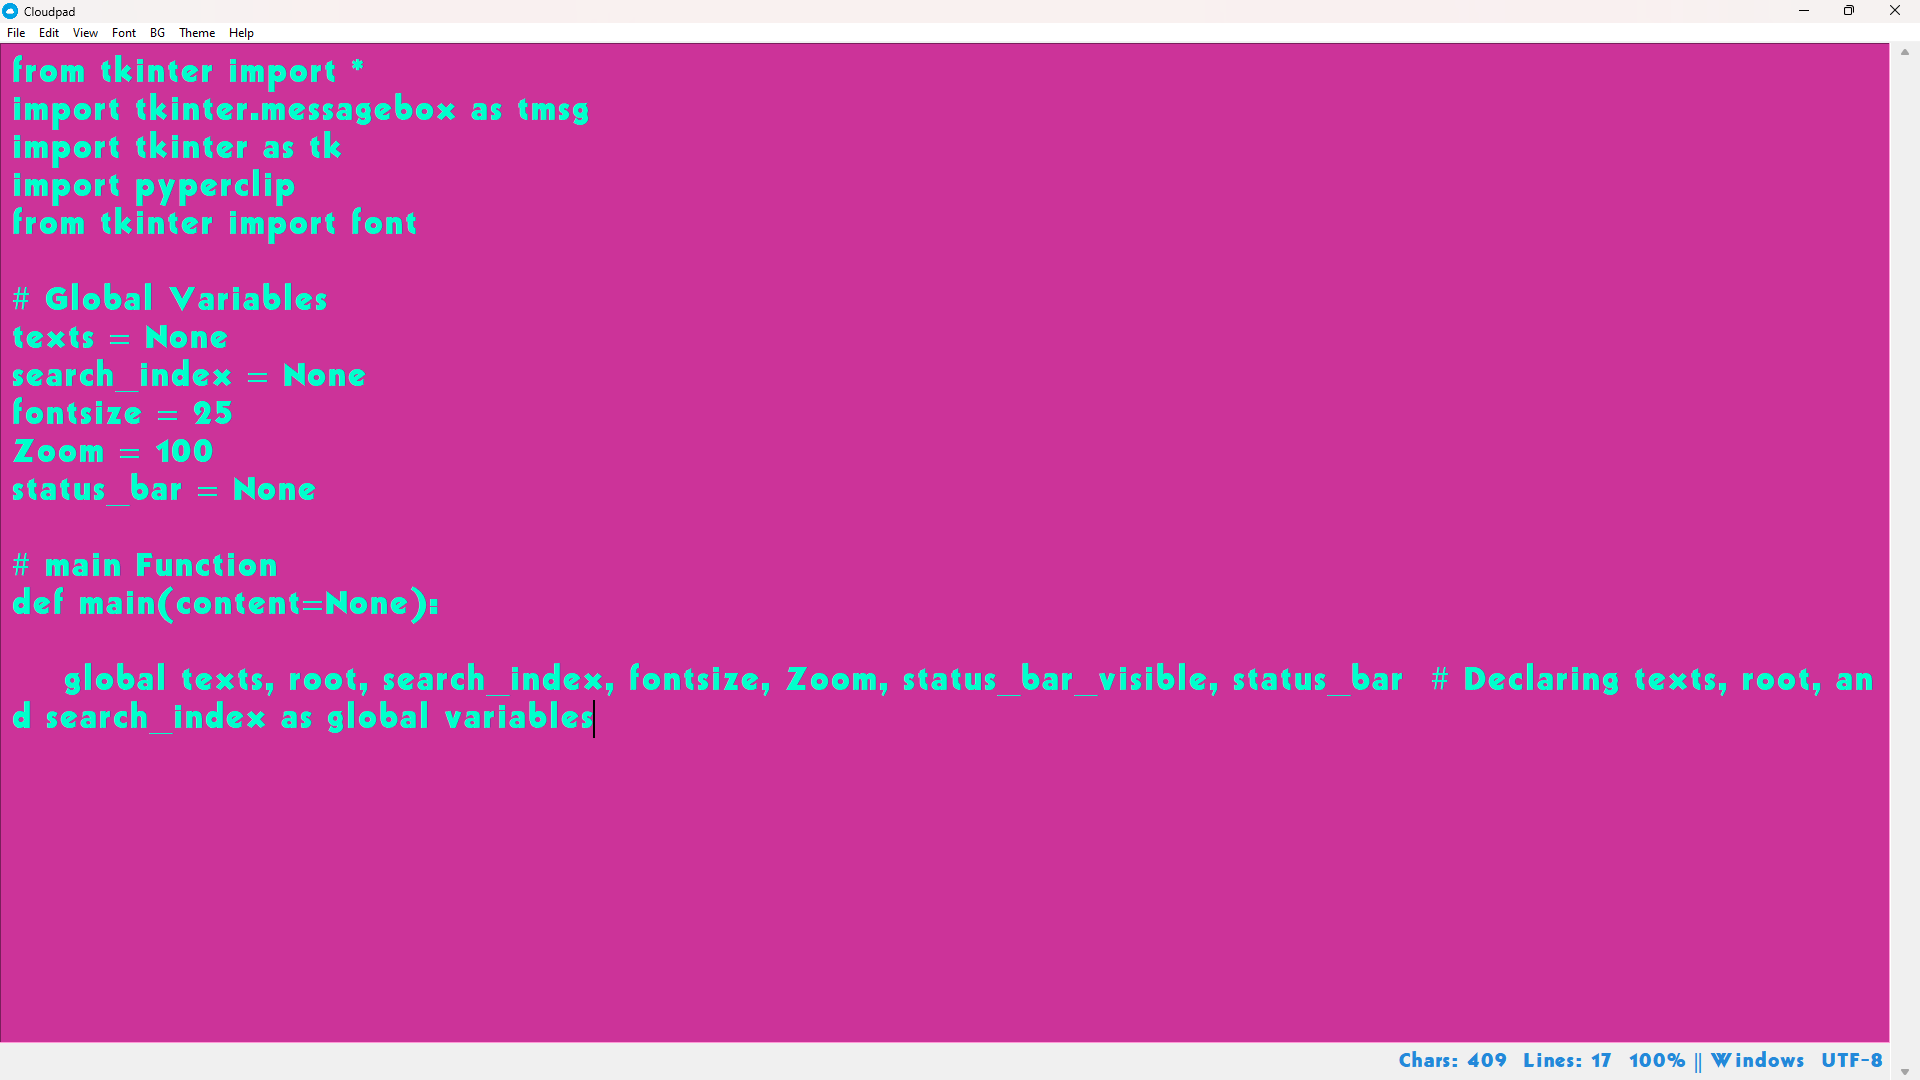 Cloudpad
File Edit View Font BG Theme Help
from tkinter import *
import tkinter.messagebox as tmsg
import tkinter as tk
import pyperclip
from tkinter import font
# Global Variables
texts = None
search_index = None
fontsize = 25
Zoom = 100
status_bar = None
# main Function
def main(content=None):
    global texts, root, search_index, fontsize, Zoom, status_bar_visible, status_bar  # Declaring texts, root, an
d search_index as global variables
Chars: 409 Lines: 17 100% || Windows UTF-8